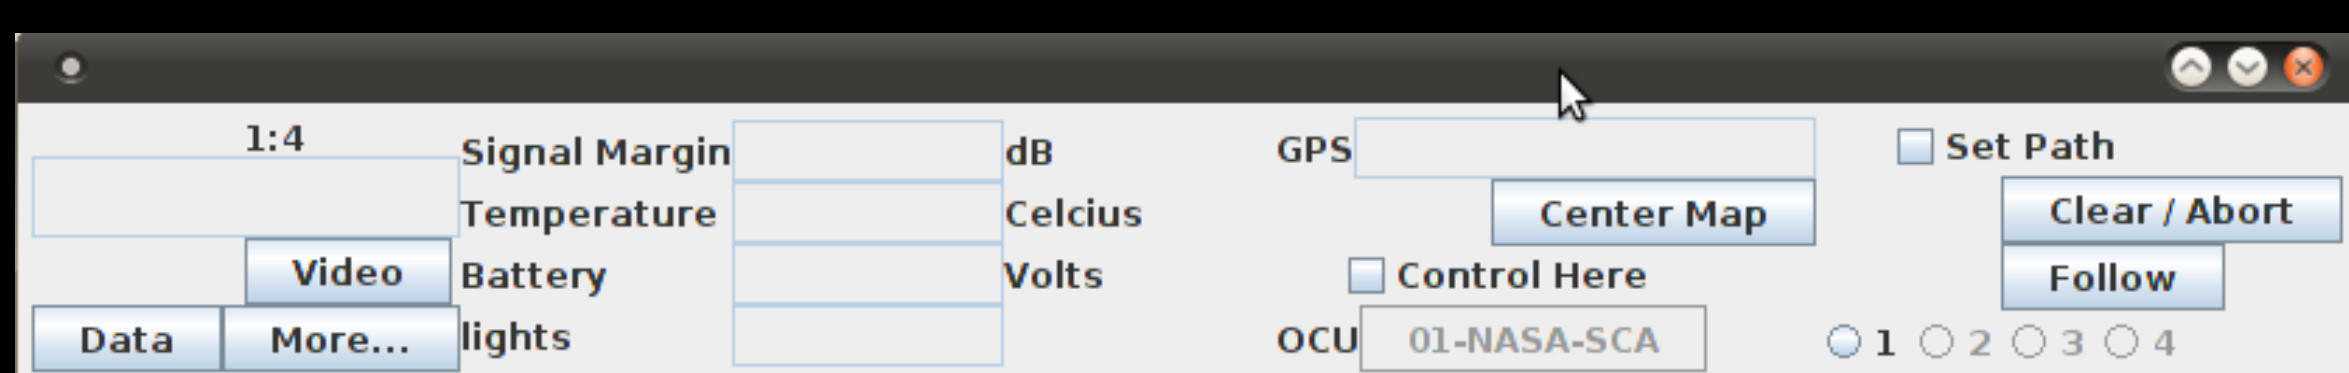 1:4
Signal Margin dB GPS Set Path
Temperature Celcius Center Map Clear / Abort
Video Battery Volts Control Here Follow
Data More... lights OCU 01-NASA-SCA 1 2 3 4